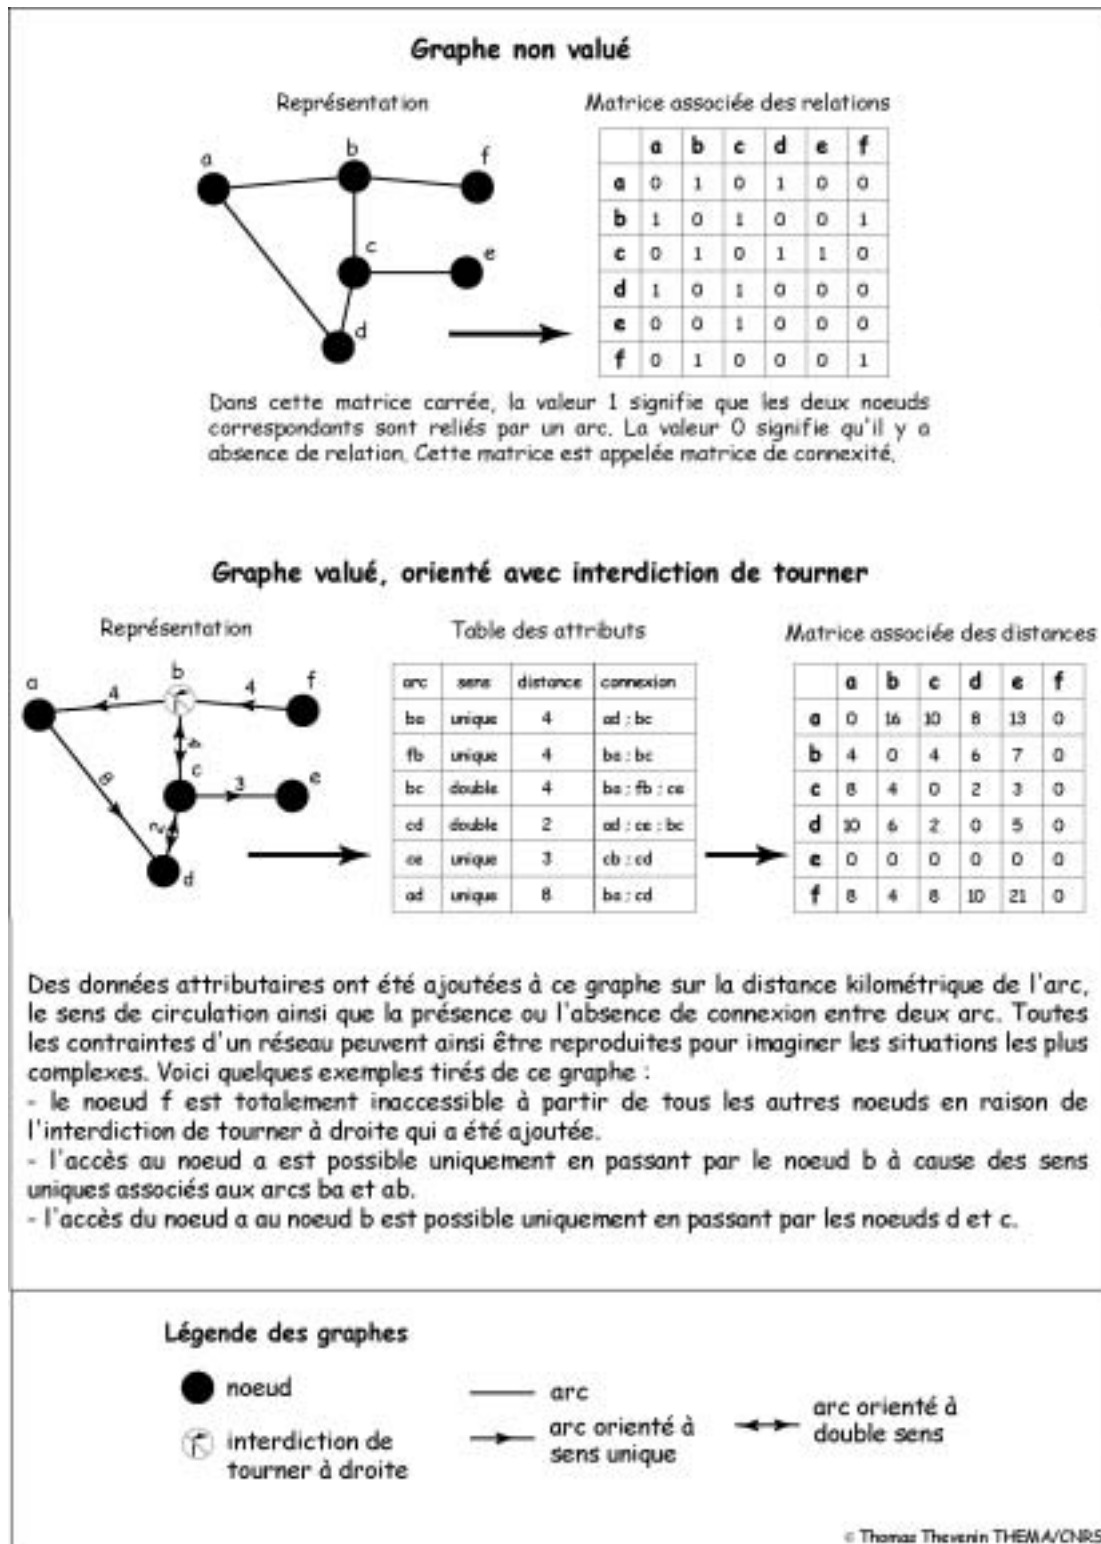 Graphe non valué
Représentation
Matrice associée des relations
a
b
f
c
e
d
a b c d e f
a 0 1 0 1 0 0
b 1 0 1 0 0 1
c 0 1 0 1 1 0
d 1 0 1 0 0 0
e 0 0 1 0 0 0
f 0 1 0 0 0 1
Dans cette matrice carrée, la valeur 1 signifie que les deux noeuds
correspondants sont reliés par un arc. La valeur 0 signifie qu'il y a
absence de relation. Cette matrice est appelée matrice de connexité.
Graphe valué, orienté avec interdiction de tourner
Représentation
Table des attributs
Matrice associée des distances
a
b
f
4
4
c
3
e
8
2
d
arc sens distance connexion
ba unique 4 ad ; bc
fb unique 4 ba ; bc
bc double 4 ba ; fb ; ce
cd double 2 ad ; ce ; bc
ce unique 3 cb ; cd
ad unique 8 ba ; cd
a b c d e f
a 0 16 10 8 13 0
b 4 0 4 6 7 0
c 8 4 0 2 3 0
d 10 6 2 0 5 0
e 0 0 0 0 0 0
f 8 4 8 10 21 0
Des données attributaires ont été ajoutées à ce graphe sur la distance kilométrique de l'arc,
le sens de circulation ainsi que la présence ou l'absence de connexion entre deux arc. Toutes
les contraintes d'un réseau peuvent ainsi être reproduites pour imaginer les situations les plus
complexes. Voici quelques exemples tirés de ce graphe :
- le noeud f est totalement inaccessible à partir de tous les autres noeuds en raison de
l'interdiction de tourner à droite qui a été ajoutée.
- l'accès au noeud a est possible uniquement en passant par le noeud b à cause des sens
uniques associés aux arcs ba et ab.
- l'accès du noeud a au noeud b est possible uniquement en passant par les noeuds d et c.
Légende des graphes
noeud
interdiction de
tourner à droite
arc
arc orienté à
sens unique
arc orienté à
double sens
© Thomas Thevenin THEMA/CNRS